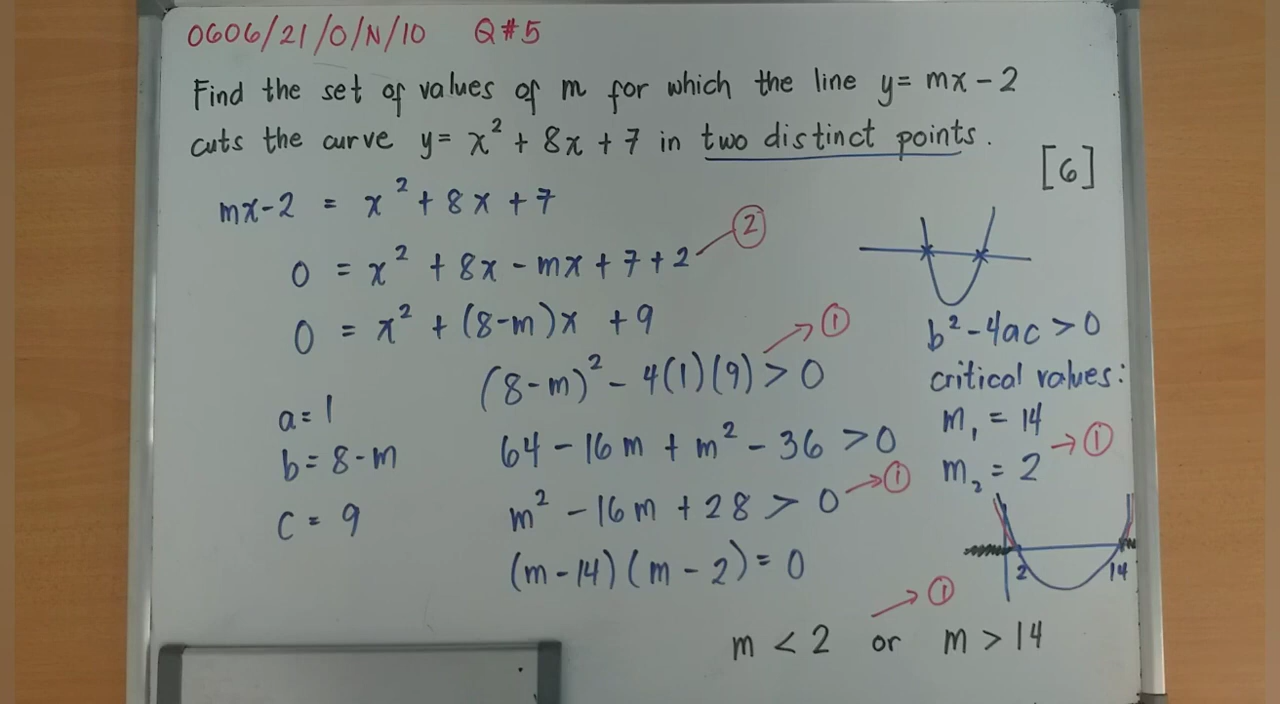 0606/21/O/N/10 Q#5
Find the set of values of m for which the line y = mx - 2
cuts the curve y = x² + 8x + 7 in two distinct points.
[6]
mx - 2 = x² + 8x + 7
0 = x² + 8x - mx + 7 + 2 ②
0 = x² + (8-m)x + 9
a = 1
b = 8 - m
c = 9
(8-m)² - 4(1)(9) > 0 ①
64 - 16m + m² - 36 > 0
m² - 16m + 28 > 0 ①
(m - 14)(m - 2) = 0
b² - 4ac > 0
critical values:
m₁ = 14
m₂ = 2 → ①
2 14
m < 2 or m > 14 → ①